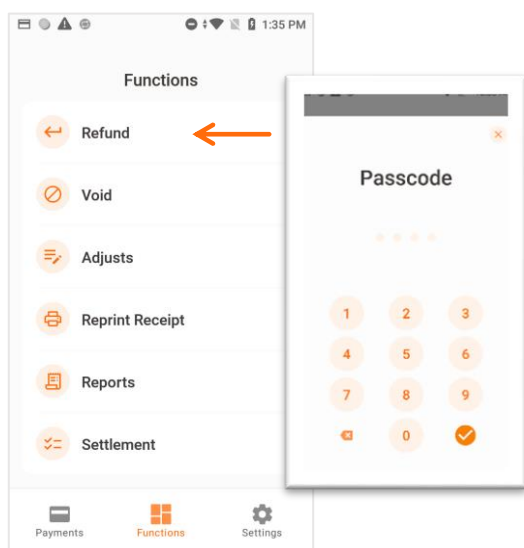 1:35 PM
Functions
Refund
Void
Adjusts
Reprint Receipt
Reports
Settlement
Payments
Functions
Settings
Passcode
1 2 3
4 5 6
7 8 9
0